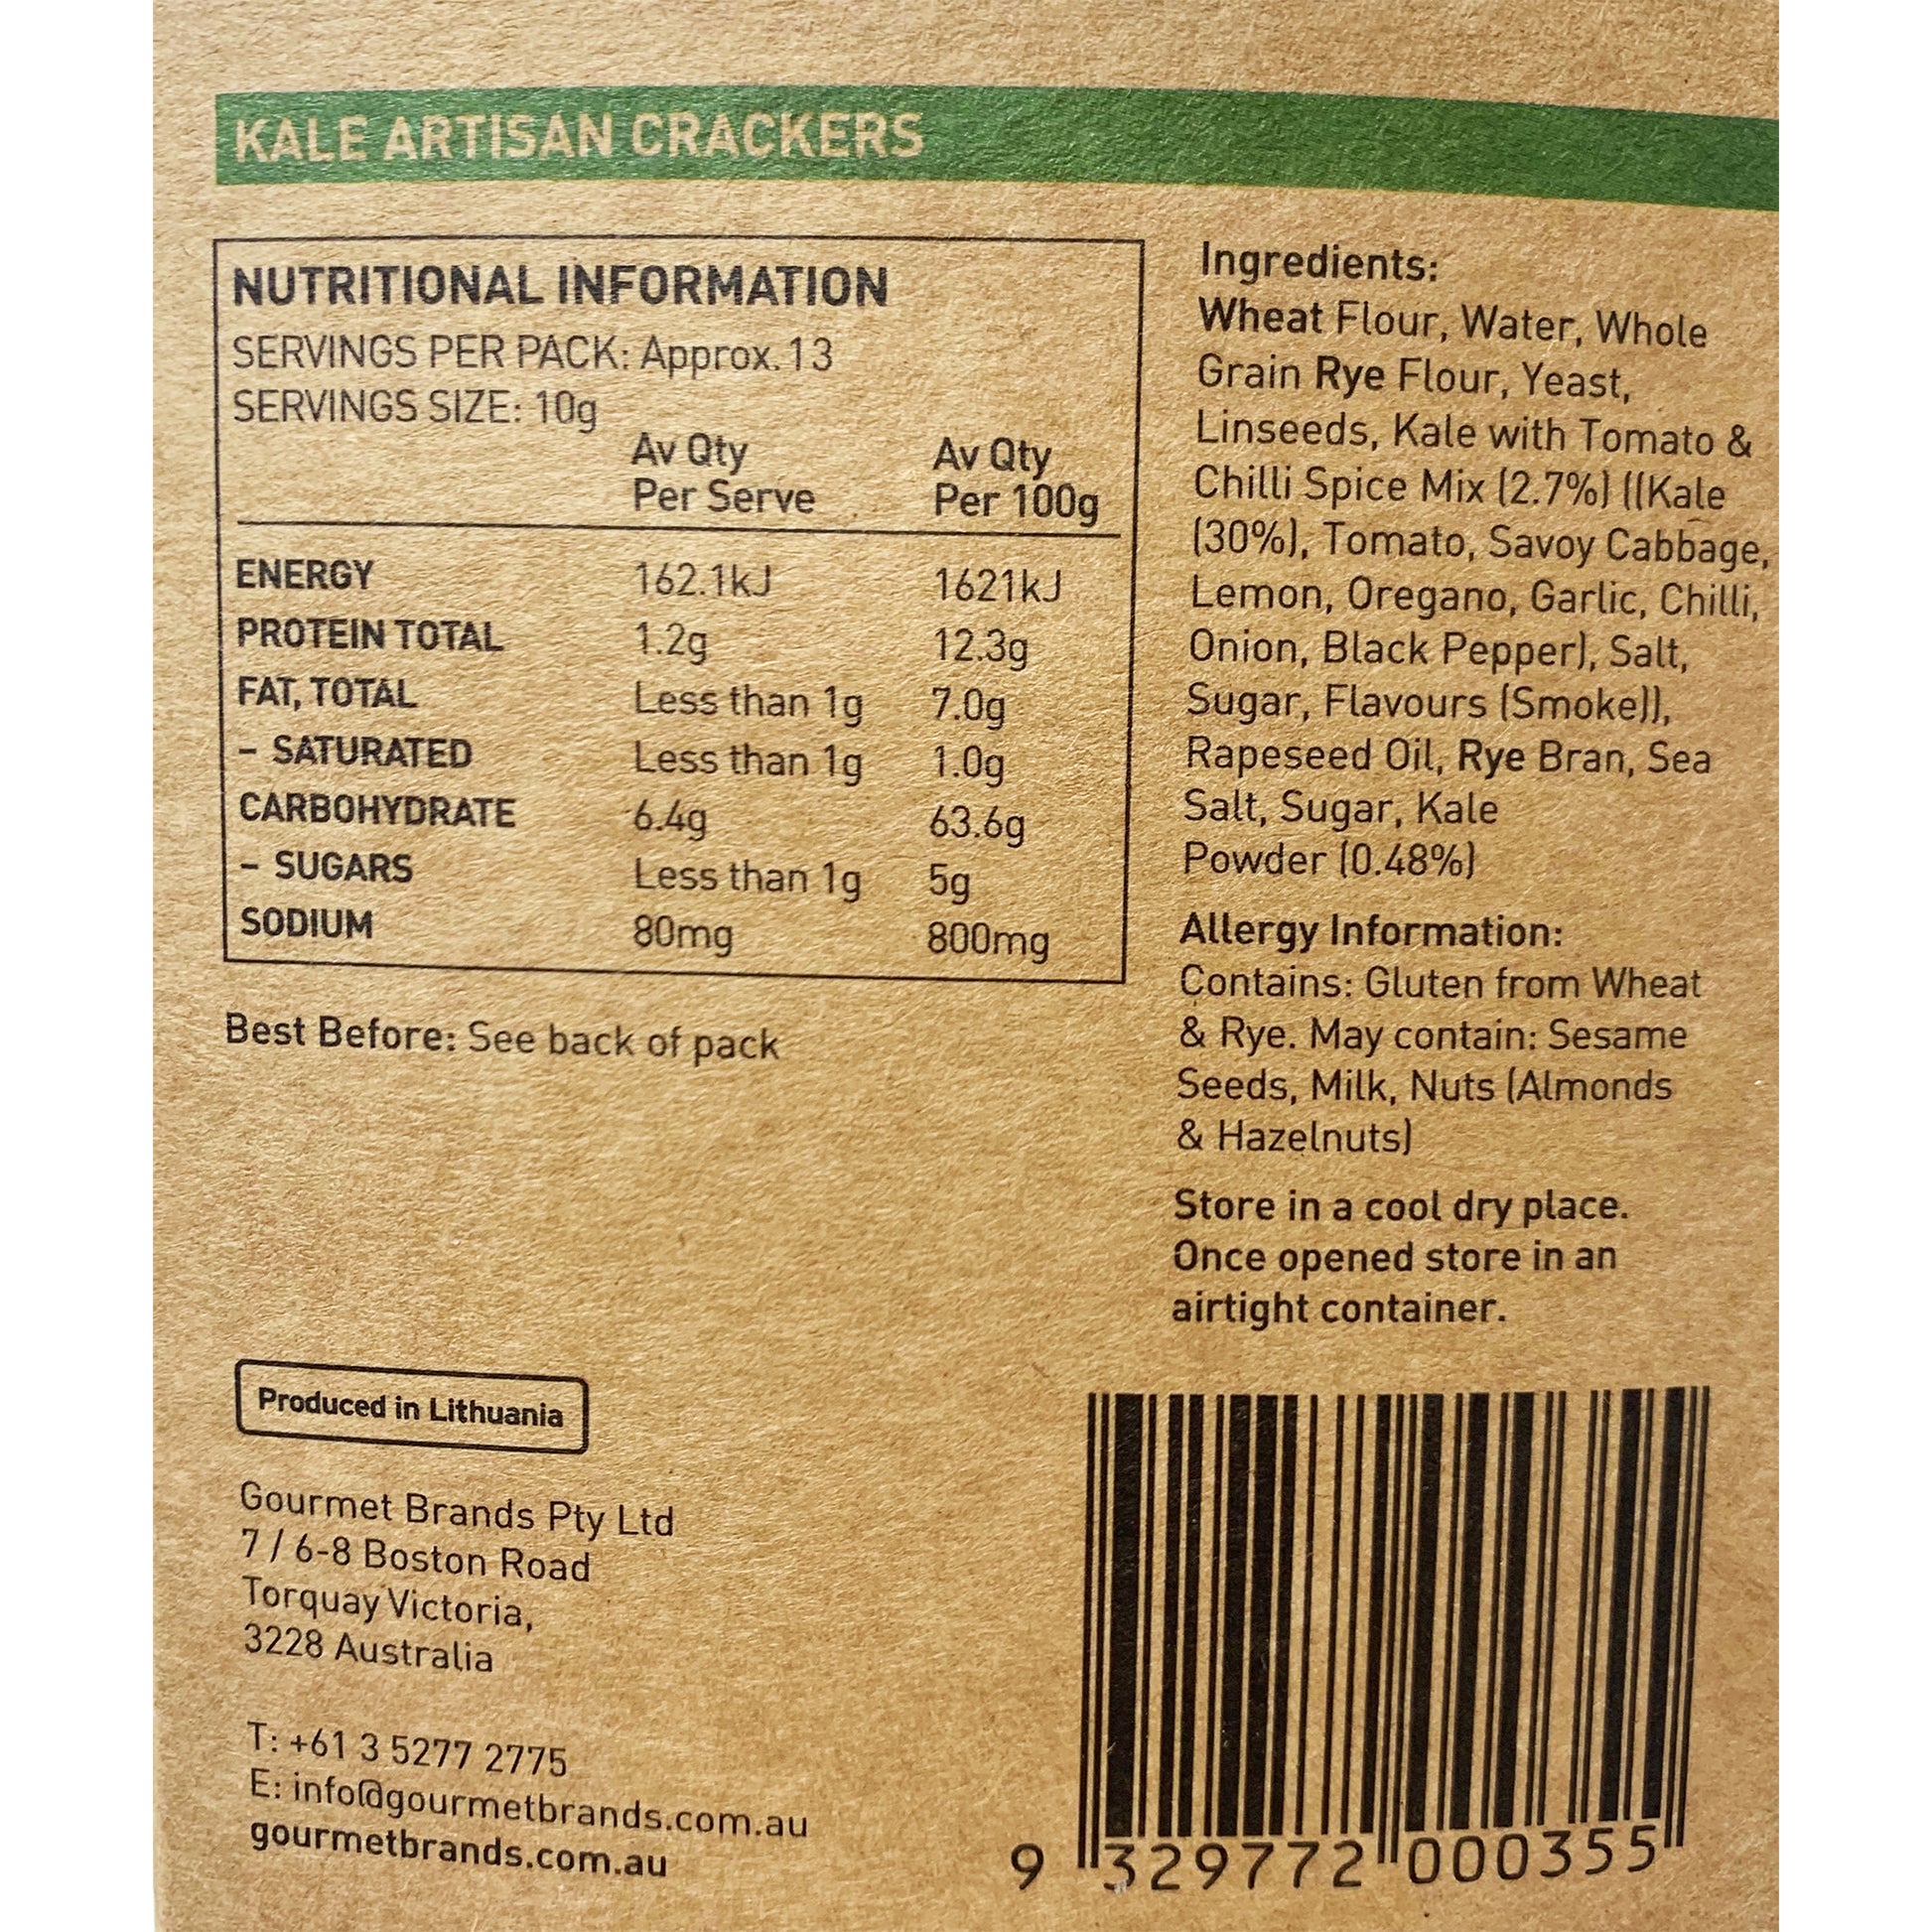 KALE ARTISAN CRACKERS
NUTRITIONAL INFORMATION
SERVINGS PER PACK: Approx. 13
SERVINGS SIZE: 10g
Av Qty Av Qty
Per Serve Per 100g
ENERGY 162.1kJ 1621kJ
PROTEIN TOTAL 1.2g 12.3g
FAT, TOTAL Less than 1g 7.0g
– SATURATED Less than 1g 1.0g
CARBOHYDRATE 6.4g 63.6g
– SUGARS Less than 1g 5g
SODIUM 80mg 800mg
Best Before: See back of pack
Ingredients:
Wheat Flour, Water, Whole
Grain Rye Flour, Yeast,
Linseeds, Kale with Tomato &
Chilli Spice Mix (2.7%) ((Kale
(30%), Tomato, Savoy Cabbage,
Lemon, Oregano, Garlic, Chilli,
Onion, Black Pepper), Salt,
Sugar, Flavours (Smoke)),
Rapeseed Oil, Rye Bran, Sea
Salt, Sugar, Kale
Powder (0.48%)
Allergy Information:
Contains: Gluten from Wheat
& Rye. May contain: Sesame
Seeds, Milk, Nuts (Almonds
& Hazelnuts)
Store in a cool dry place.
Once opened store in an
airtight container.
Produced in Lithuania
Gourmet Brands Pty Ltd
7 / 6-8 Boston Road
Torquay Victoria,
3228 Australia
T: +61 3 5277 2775
E: info@gourmetbrands.com.au
gourmetbrands.com.au
9 329772 000355